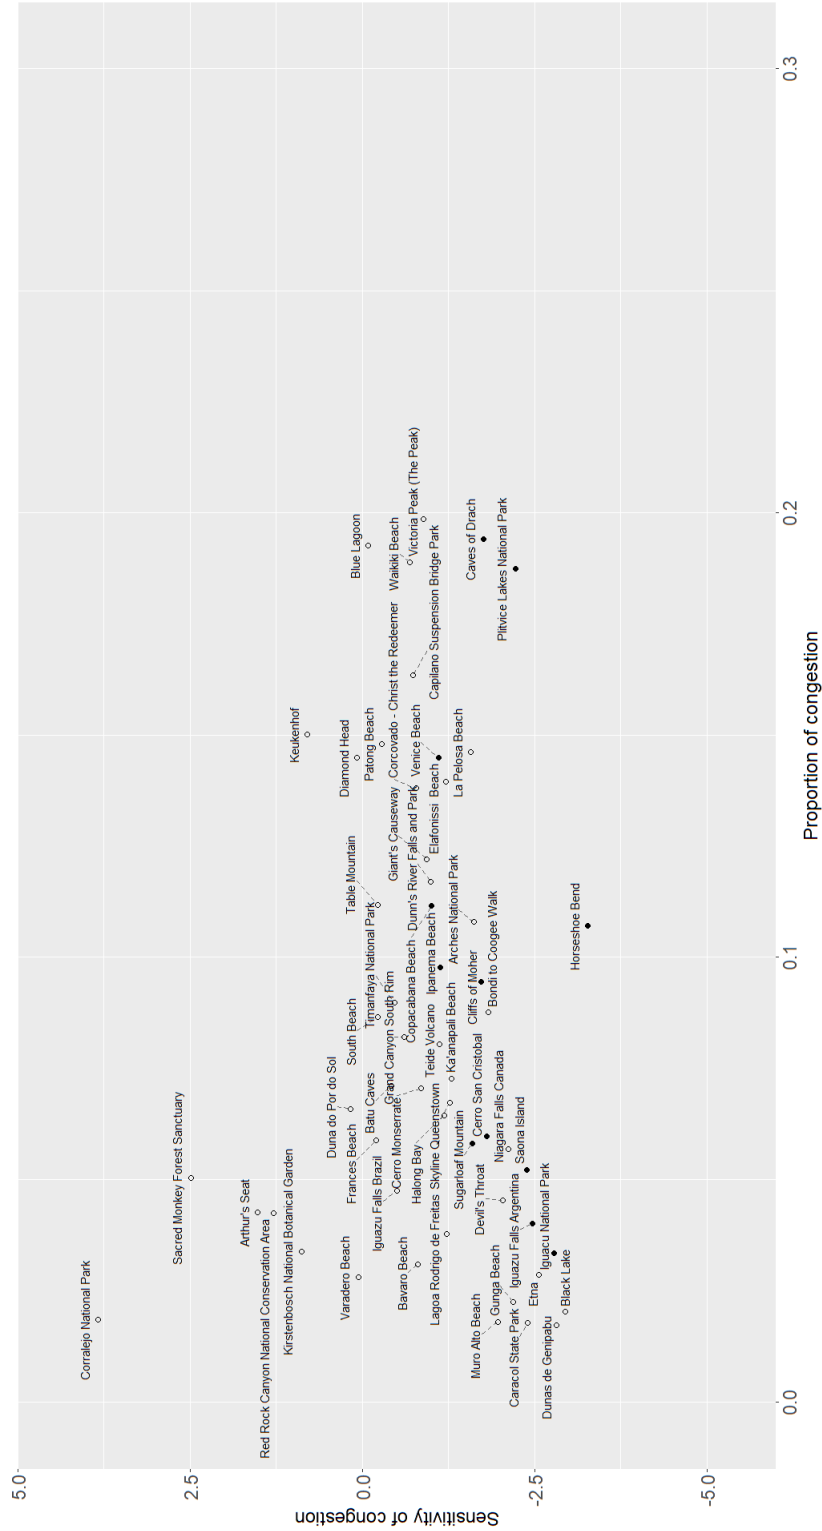 5.0
2.5
0.0
-2.5
-5.0
Sensitivity of congestion
0.0
0.1
0.2
0.3
Proportion of congestion
Corralejo National Park
Sacred Monkey Forest Sanctuary
Arthur's Seat
Red Rock Canyon National Conservation Area
Kirstenbosch National Botanical Garden
Keukenhof
Duna do Por do Sol
Diamond Head
Varadero Beach
Frances Beach
South Beach
Table Mountain
Blue Lagoon
Batu Caves
Timanfaya National Park
Patong Beach
Iguazu Falls Brazil
Grand Canyon South Rim
Cerro Monserrate
Giant's Causeway
Corcovado - Christ the Redeemer
Waikiki Beach
Bavaro Beach
Halong Bay
Copacabana Beach
Dunn's River Falls and Park
Venice Beach
Victoria Peak (The Peak)
Lagoa Rodrigo de Freitas
Skyline Queenstown
Teide Volcano
Ipanema Beach
Elafonissi Beach
Capilano Suspension Bridge Park
Ka'anapali Beach
Arches National Park
La Pelosa Beach
Sugarloaf Mountain
Cerro San Cristobal
Cliffs of Moher
Caves of Drach
Muro Alto Beach
Devil's Throat
Gunga Beach
Niagara Falls Canada
Bondi to Coogee Walk
Plitvice Lakes National Park
Caracol State Park
Iguazu Falls Argentina
Saona Island
Etna
Iguacu National Park
Dunas de Genipabu
Black Lake
Horseshoe Bend